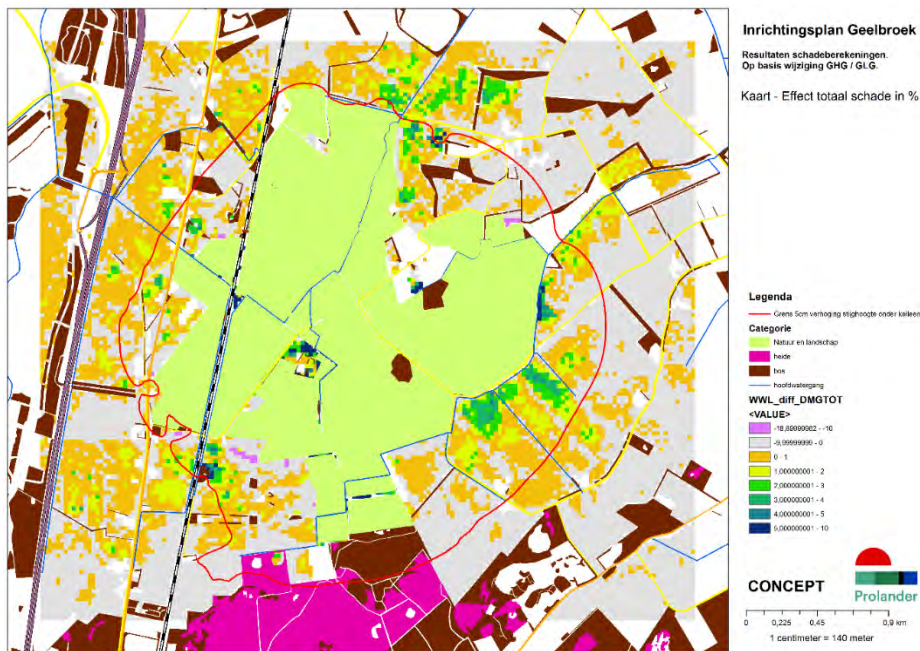 Inrichtingsplan Geelbroek
Resultaten schadeberekeningen.
Op basis wijziging GHG / GLG.
Kaart - Effect totaal schade in %
Legenda
Grens 5cm verhoging stijghoogte onder keileem
Categorie
Natuur en landschap
heide
bos
hoofdwatergang
WWL_diff_DMGTOT
<VALUE>
-18,89999962 - -10
-9,99999999 - 0
0 - 1
1,000000001 - 2
2,000000001 - 3
3,000000001 - 4
4,000000001 - 5
5,000000001 - 10
CONCEPT
Prolander
0 0,225 0,45 0,9 km
1 centimeter = 140 meter